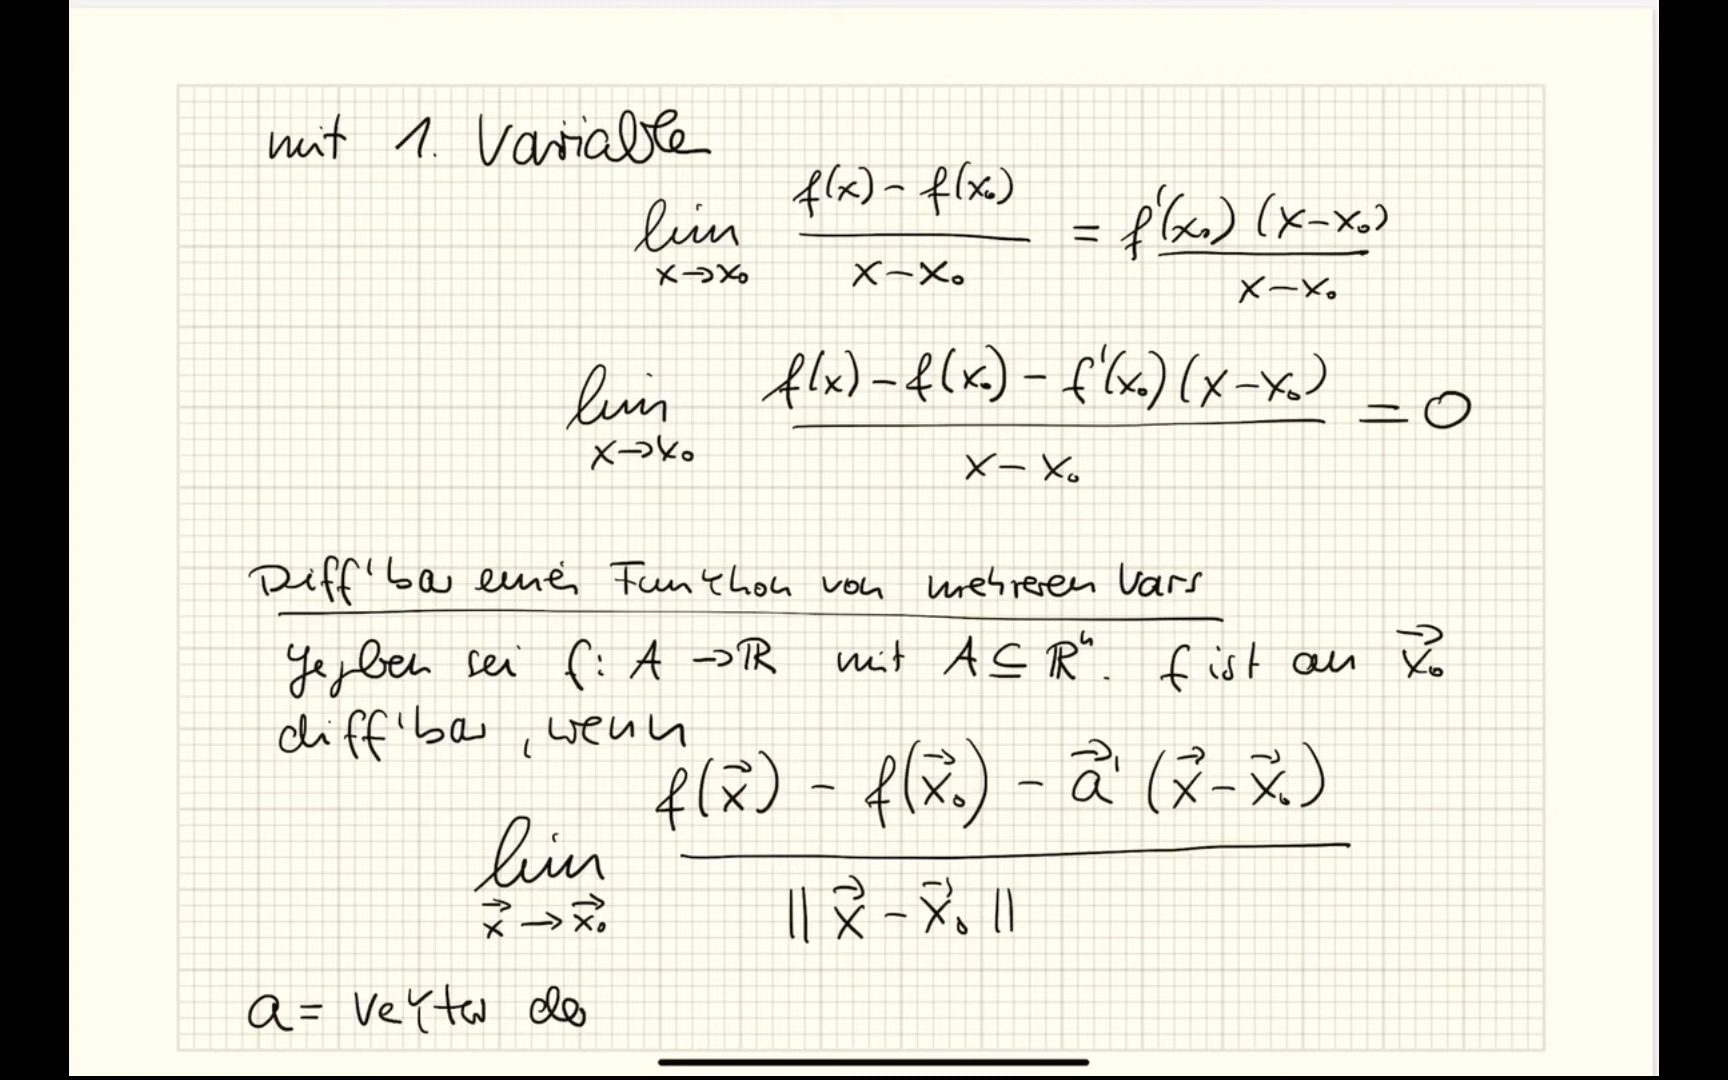 mit 1. Variable
lim x→x₀ (f(x) - f(x₀)) / (x - x₀) = f'(x₀) (x - x₀) / (x - x₀)
lim x→x₀ (f(x) - f(x₀) - f'(x₀) (x - x₀)) / (x - x₀) = 0
Diff'bar einer Funktion von mehreren Vars
gegben sei f: A → ℝ mit A ⊆ ℝⁿ. f ist an x⃗₀
diff'bar, wenn
lim x⃗→x⃗₀ (f(x⃗) - f(x⃗₀) - a⃗' (x⃗ - x⃗₀)) / ||x⃗ - x⃗₀||
a = Vektor der